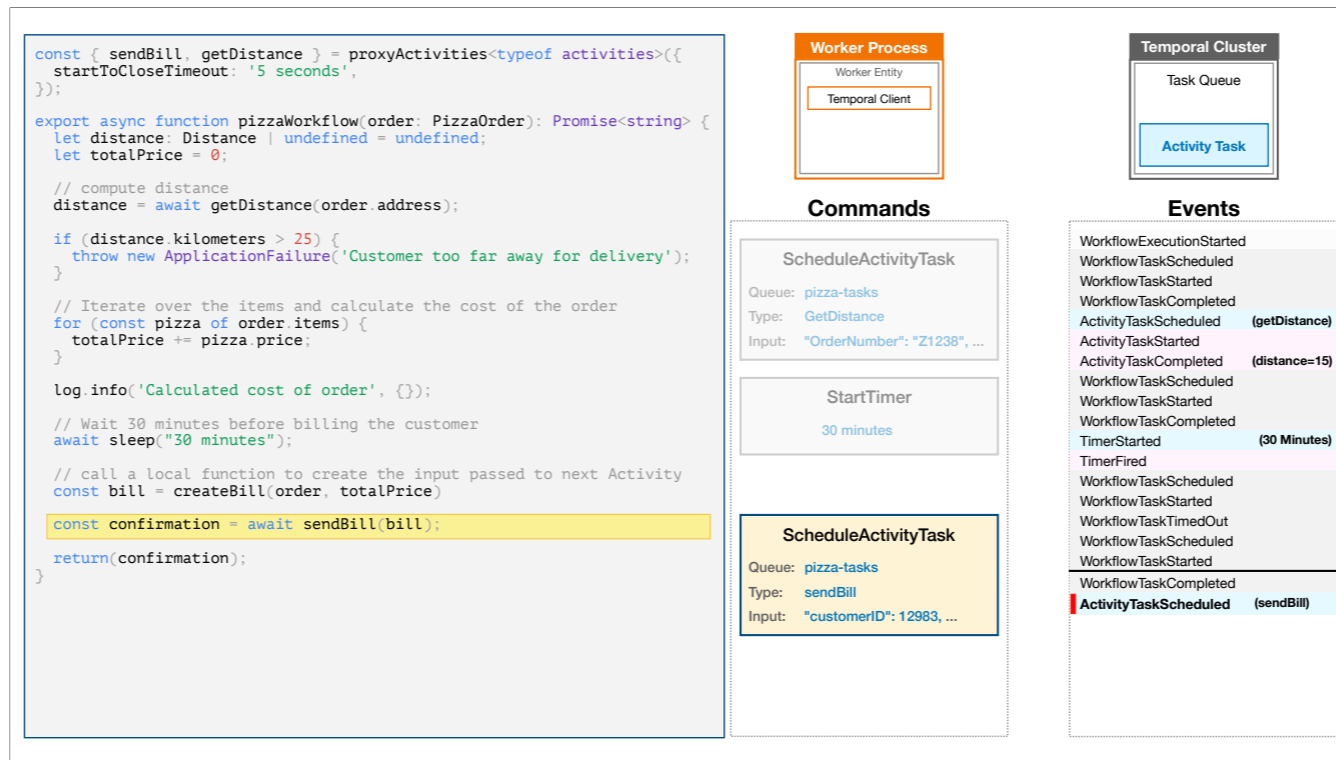 const { sendBill, getDistance } = proxyActivities<typeof activities>({
  startToCloseTimeout: '5 seconds',
});
export async function pizzaWorkflow(order: PizzaOrder): Promise<string> {
  let distance: Distance | undefined = undefined;
  let totalPrice = 0;
  // compute distance
  distance = await getDistance(order.address);
  if (distance.kilometers > 25) {
    throw new ApplicationFailure('Customer too far away for delivery');
  }
  // Iterate over the items and calculate the cost of the order
  for (const pizza of order.items) {
    totalPrice += pizza.price;
  }
  log.info('Calculated cost of order', {});
  // Wait 30 minutes before billing the customer
  await sleep("30 minutes");
  // call a local function to create the input passed to next Activity
  const bill = createBill(order, totalPrice)
  const confirmation = await sendBill(bill);
  return(confirmation);
}
Worker Process
Worker Entity
Temporal Client
Commands
ScheduleActivityTask
Queue: pizza-tasks
Type: GetDistance
Input: "OrderNumber": "Z1238", ...
StartTimer
30 minutes
ScheduleActivityTask
Queue: pizza-tasks
Type: sendBill
Input: "customerID": 12983, ...
Temporal Cluster
Task Queue
Activity Task
Events
WorkflowExecutionStarted
WorkflowTaskScheduled
WorkflowTaskStarted
WorkflowTaskCompleted
ActivityTaskScheduled (getDistance)
ActivityTaskStarted
ActivityTaskCompleted (distance=15)
WorkflowTaskScheduled
WorkflowTaskStarted
WorkflowTaskCompleted
TimerStarted (30 Minutes)
TimerFired
WorkflowTaskScheduled
WorkflowTaskStarted
WorkflowTaskTimedOut
WorkflowTaskScheduled
WorkflowTaskStarted
WorkflowTaskCompleted
ActivityTaskScheduled (sendBill)